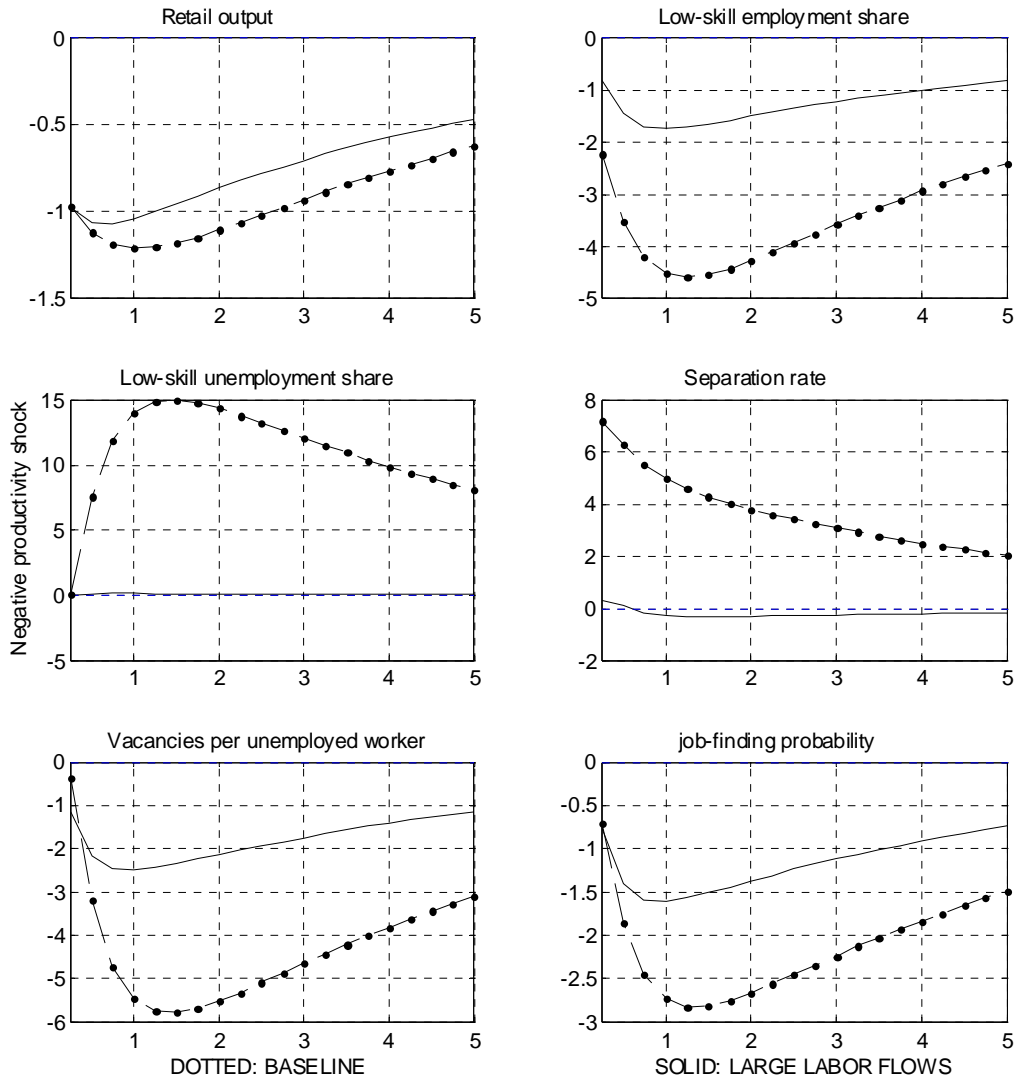 Retail output
0
-0.5
-1
-1.5
1 2 3 4 5
Low-skill employment share
0
-1
-2
-3
-4
-5
1 2 3 4 5
Low-skill unemployment share
Negative productivity shock
15
10
5
0
-5
1 2 3 4 5
Separation rate
8
6
4
2
0
-2
1 2 3 4 5
Vacancies per unemployed worker
0
-1
-2
-3
-4
-5
-6
1 2 3 4 5
DOTTED: BASELINE
job-finding probability
0
-0.5
-1
-1.5
-2
-2.5
-3
1 2 3 4 5
SOLID: LARGE LABOR FLOWS